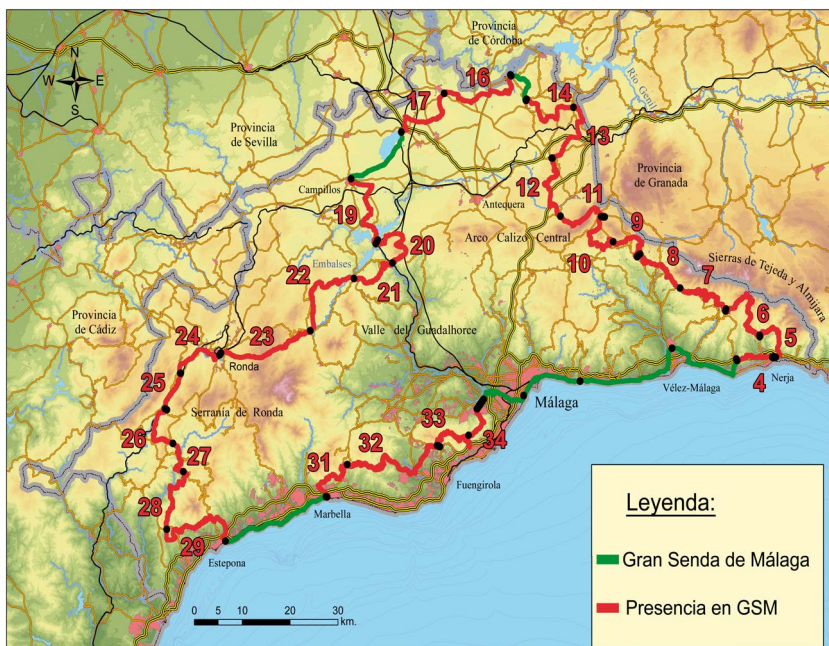 N
W E
S
Provincia
de Córdoba
Río Genil
16
17
14
13
Provincia
de Sevilla
Provincia
de Granada
Campillos
12
Antequera
11
19
Arco Calizo Central
9
20
10
8
Sierras de Tejeda y Almijara
Embalses
22
21
7
6
Provincia
de Cádiz
24
23
Valle del Guadalhorce
5
Ronda
25
4
Nerja
Vélez-Málaga
Málaga
Serranía de Ronda
33
26
34
27
31
32
Fuengirola
Marbella
28
29
Estepona
0 5 10 20 30
km.
Leyenda:
Gran Senda de Málaga
Presencia en GSM